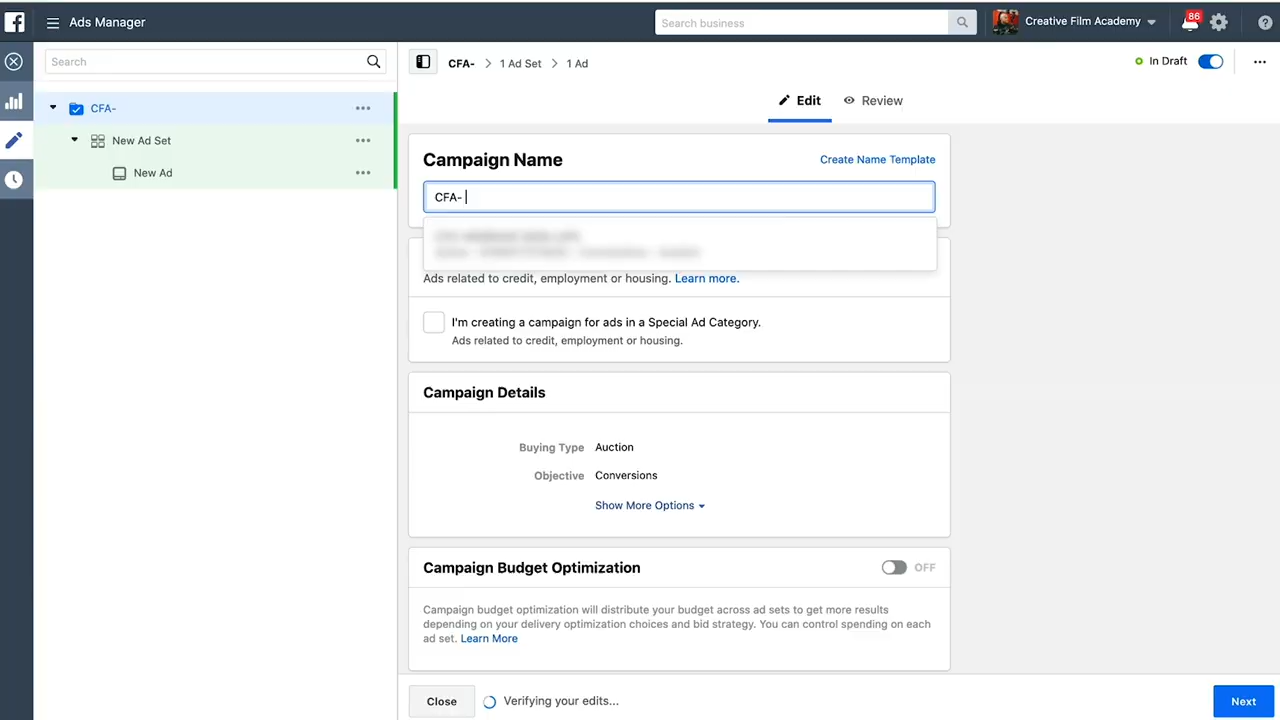 Ads Manager
Search business
Creative Film Academy
86
Search
CFA-
New Ad Set
New Ad
CFA- > 1 Ad Set > 1 Ad
In Draft
Edit
Review
Campaign Name
Create Name Template
CFA-
Ads related to credit, employment or housing. Learn more.
I'm creating a campaign for ads in a Special Ad Category.
Ads related to credit, employment or housing.
Campaign Details
Buying Type Auction
Objective Conversions
Show More Options
Campaign Budget Optimization
OFF
Campaign budget optimization will distribute your budget across ad sets to get more results
depending on your delivery optimization choices and bid strategy. You can control spending on each
ad set. Learn More
Close
Verifying your edits...
Next